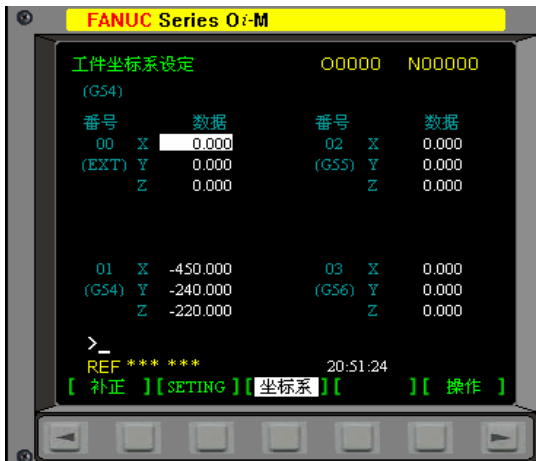 FANUC Series Oi-M
工件坐标系设定 O0000 N00000
(G54)
番号 数据 番号 数据
00 X 0.000 02 X 0.000
(EXT) Y 0.000 (G55) Y 0.000
Z 0.000 Z 0.000
01 X -450.000 03 X 0.000
(G54) Y -240.000 (G56) Y 0.000
Z -220.000 Z 0.000
>_
REF *** *** 20:51:24
[ 补正 ][ SETING ][ 坐标系 ][ ][ 操作 ]